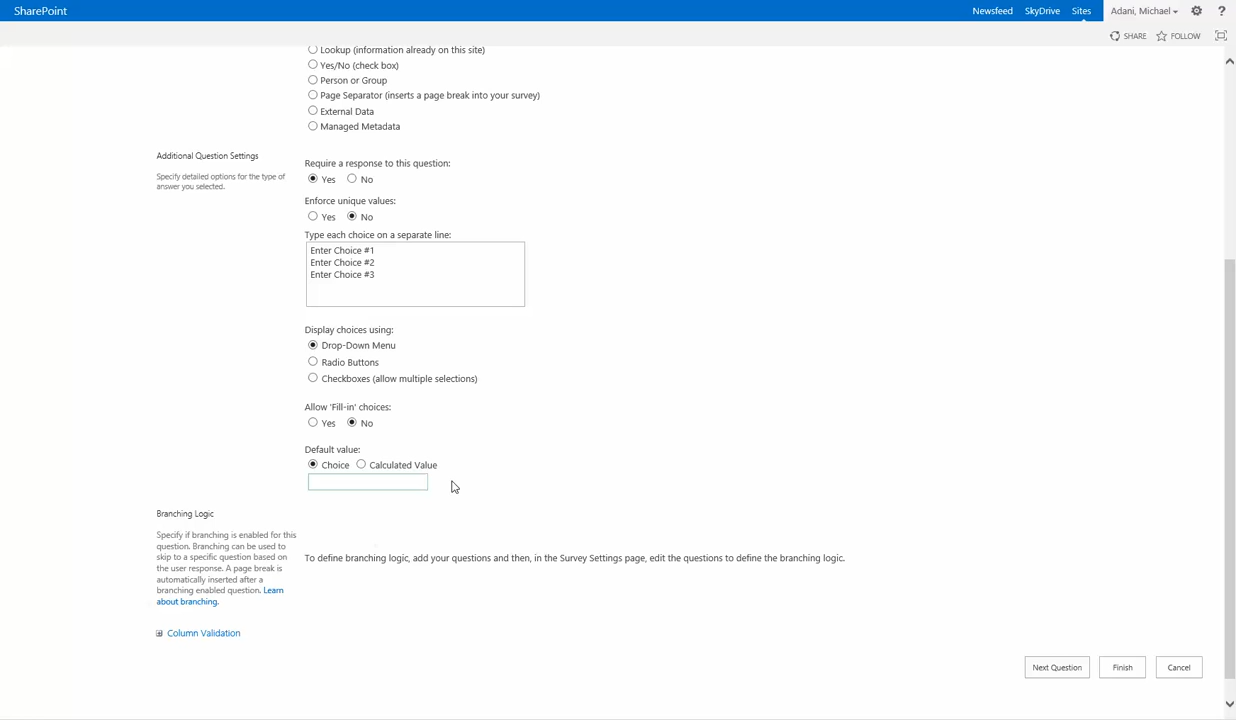 SharePoint
Newsfeed SkyDrive Sites Adani, Michael ?
SHARE FOLLOW
Lookup (information already on this site)
Yes/No (check box)
Person or Group
Page Separator (inserts a page break into your survey)
External Data
Managed Metadata
Additional Question Settings
Specify detailed options for the type of
answer you selected.
Require a response to this question:
Yes No
Enforce unique values:
Yes No
Type each choice on a separate line:
Enter Choice #1
Enter Choice #2
Enter Choice #3
Display choices using:
Drop-Down Menu
Radio Buttons
Checkboxes (allow multiple selections)
Allow 'Fill-in' choices:
Yes No
Default value:
Choice Calculated Value
Branching Logic
Specify if branching is enabled for this
question. Branching can be used to
skip to a specific question based on
the user response. A page break is
automatically inserted after a
branching enabled question. Learn
about branching.
To define branching logic, add your questions and then, in the Survey Settings page, edit the questions to define the branching logic.
Column Validation
Next Question Finish Cancel